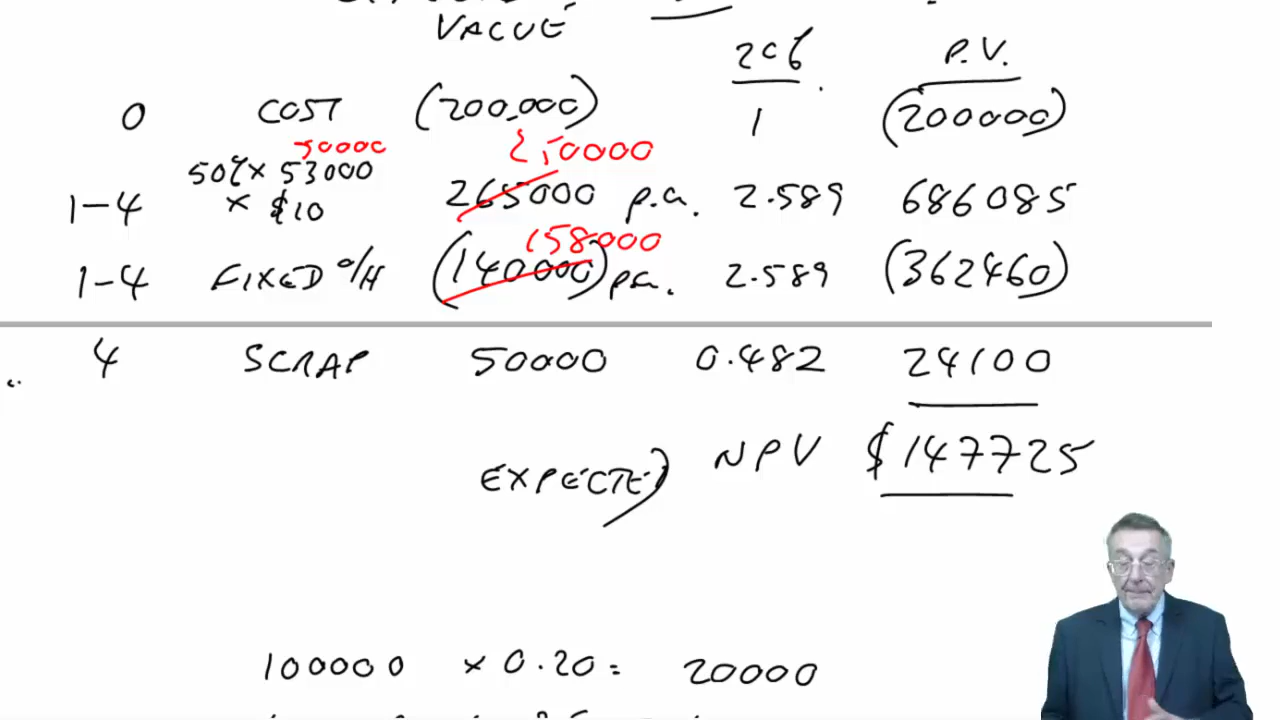 VALUE
20%
P.V.
0 COST (200,000) 1 (200000)
50000
250000
50% × 53000
1-4 × $10 265000 p.a. 2.589 686085
158000
1-4 FIXED O/H (140000) p.a. 2.589 (362460)
4 SCRAP 50000 0.482 24100
EXPECTED NPV $147725
100000 × 0.20 = 20000